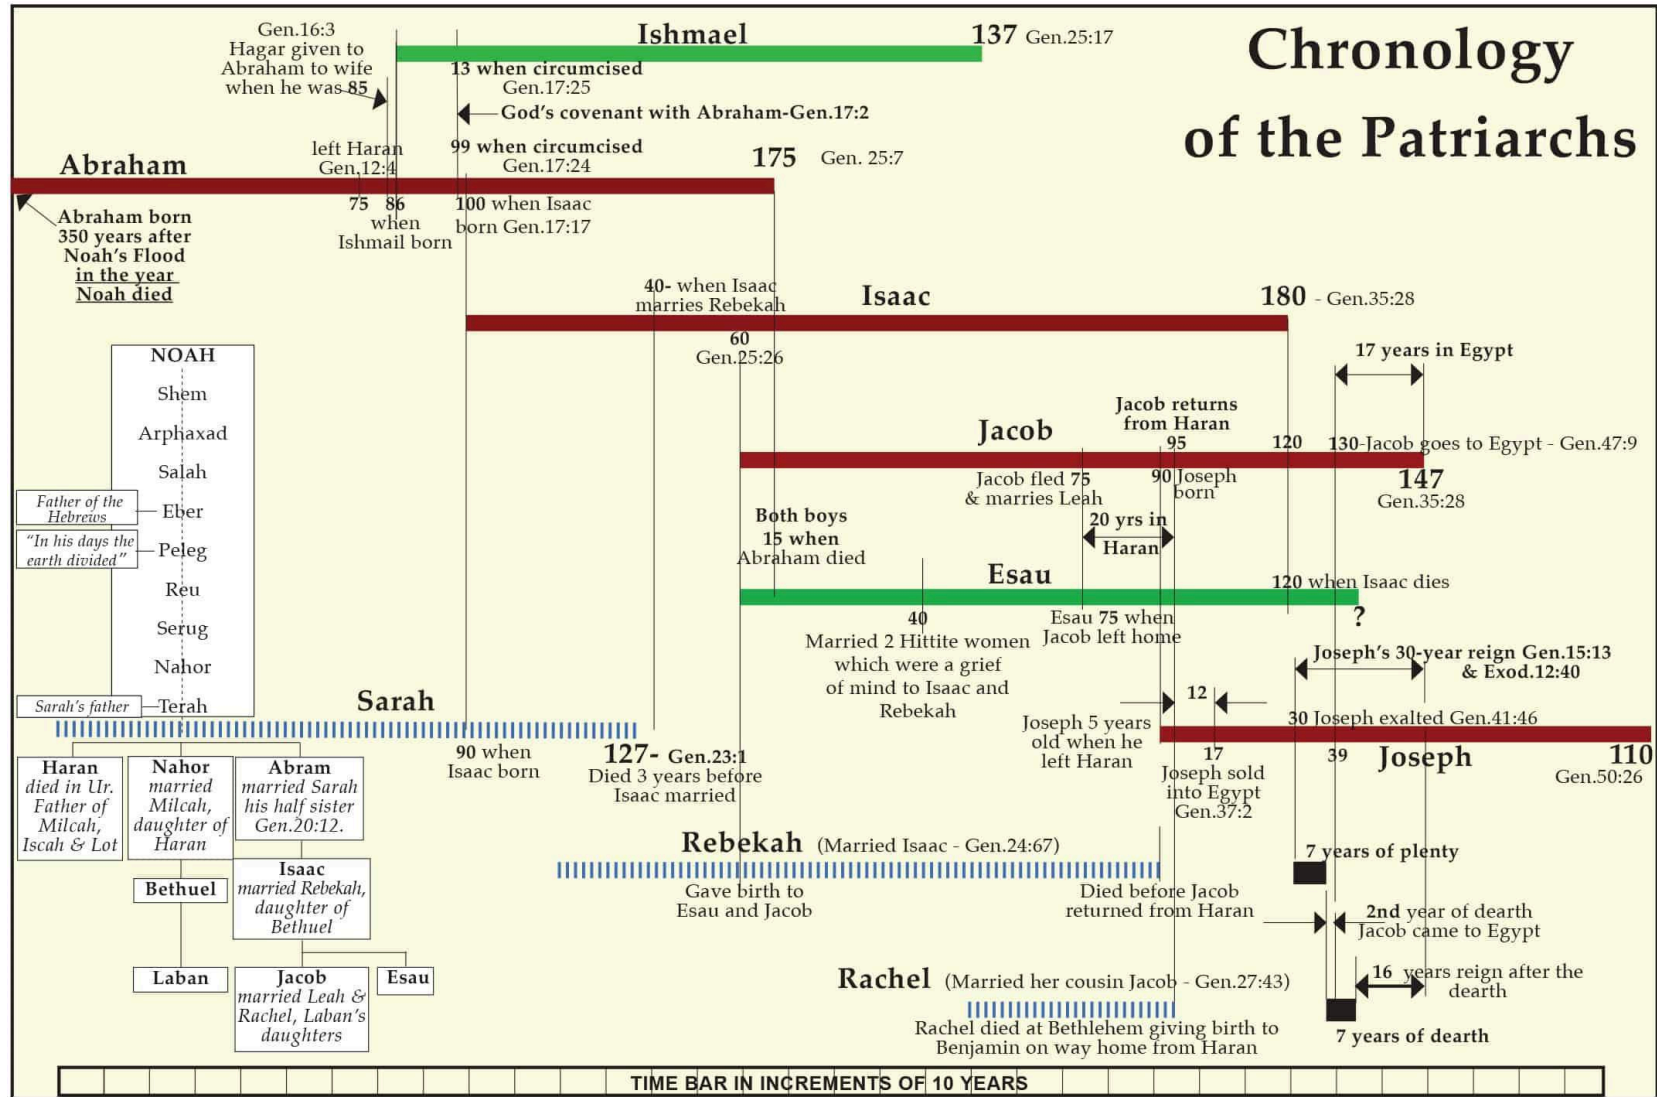 Chronology
of the Patriarchs
Gen.16:3
Hagar given to
Abraham to wife
when he was 85
Ishmael
137 Gen.25:17
13 when circumcised
Gen.17:25
God's covenant with Abraham-Gen.17:2
left Haran
Gen.12:4
99 when circumcised
Gen.17:24
Abraham
175 Gen. 25:7
Abraham born
350 years after
Noah's Flood
in the year
Noah died
75 86
when
Ishmail born
100 when Isaac
born Gen.17:17
40- when Isaac
marries Rebekah
Isaac
180 - Gen.35:28
60
Gen.25:26
17 years in Egypt
NOAH
Shem
Arphaxad
Salah
Eber
Peleg
Reu
Serug
Nahor
Terah
Father of the
Hebrews
"In his days the
earth divided"
Sarah's father
Jacob
Jacob returns
from Haran
95
120
130-Jacob goes to Egypt - Gen.47:9
Jacob fled 75
& marries Leah
90 Joseph
born
147
Gen.35:28
20 yrs in
Haran
Both boys
15 when
Abraham died
Esau
120 when Isaac dies
?
40
Married 2 Hittite women
which were a grief
of mind to Isaac and
Rebekah
Esau 75 when
Jacob left home
Joseph's 30-year reign Gen.15:13
& Exod.12:40
Sarah
90 when
Isaac born
127- Gen.23:1
Died 3 years before
Isaac married
12
Joseph 5 years
old when he
left Haran
30 Joseph exalted Gen.41:46
17
Joseph sold
into Egypt
Gen.37:2
39
Joseph
110
Gen.50:26
Haran
died in Ur.
Father of
Milcah,
Iscah & Lot
Nahor
married
Milcah,
daughter of
Haran
Abram
married Sarah
his half sister
Gen.20:12.
Bethuel
Isaac
married Rebekah,
daughter of
Bethuel
Laban
Jacob
married Leah &
Rachel, Laban's
daughters
Esau
Rebekah (Married Isaac - Gen.24:67)
Gave birth to
Esau and Jacob
Died before Jacob
returned from Haran
7 years of plenty
2nd year of dearth
Jacob came to Egypt
Rachel (Married her cousin Jacob - Gen.27:43)
Rachel died at Bethlehem giving birth to
Benjamin on way home from Haran
16 years reign after the
dearth
7 years of dearth
TIME BAR IN INCREMENTS OF 10 YEARS